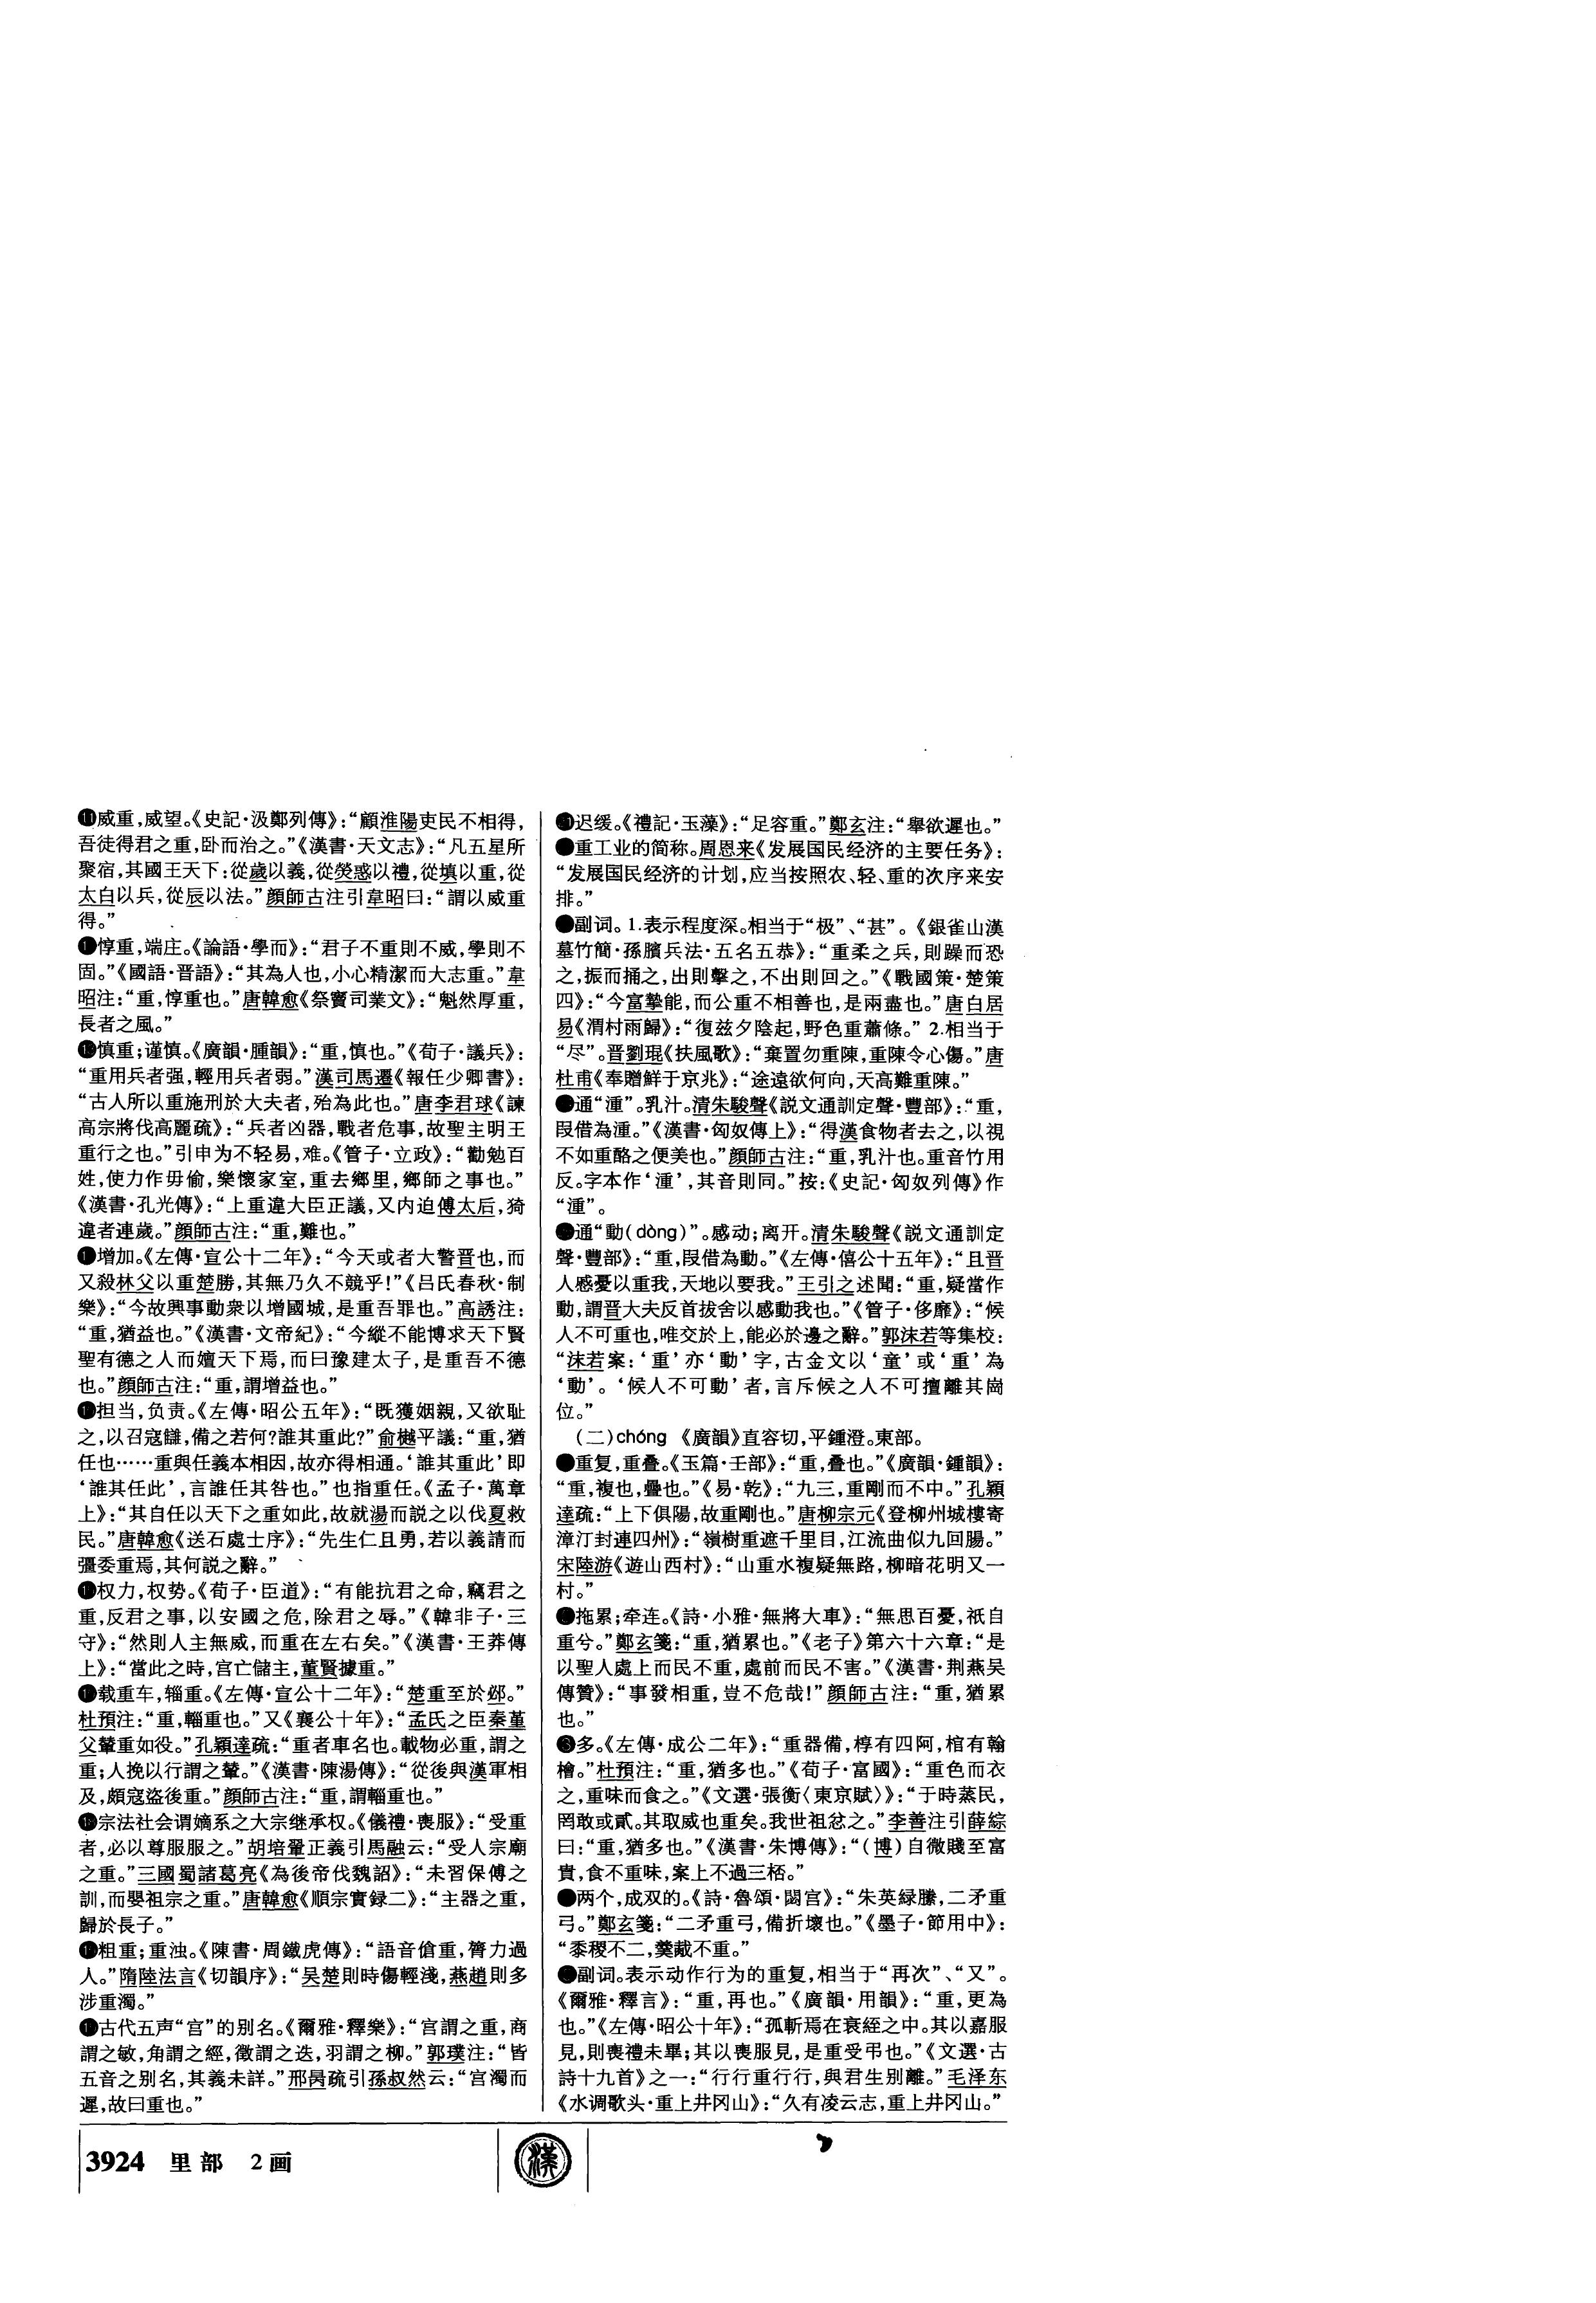 ⓫威重,威望。《史記·汲鄭列傳》:“顧淮陽吏民不相得,
吾徒得君之重,卧而治之。”《漢書·天文志》:“凡五星所
聚宿,其國王天下:從歲以義,從熒惑以禮,從填以重,從
太白以兵,從辰以法。”顔師古注引韋昭曰:“謂以威重
得。”
惇重,端庄。《論語·學而》:“君子不重則不威,學則不
固。”《國語·晋語》:“其為人也,小心精潔而大志重。”韋
昭注:“重,惇重也。”唐韓愈《祭竇司業文》:“魁然厚重,
長者之風。”
慎重;谨慎。《廣韻·腫韻》:“重,慎也。”《荀子·議兵》:
“重用兵者强,輕用兵者弱。”漢司馬遷《報任少卿書》:
“古人所以重施刑於大夫者,殆為此也。”唐李君球《諫
高宗將伐高麗疏》:“兵者凶器,戰者危事,故聖主明王
重行之也。”引申为不轻易,难。《管子·立政》:“勸勉百
姓,使力作毋偷,樂懷家室,重去鄉里,鄉師之事也。”
《漢書·孔光傳》:“上重違大臣正議,又内迫傅太后,猗
違者連歲。”顔師古注:“重,難也。”
增加。《左傳·宣公十二年》:“今天或者大警晋也,而
又殺林父以重楚勝,其無乃久不競乎!”《吕氏春秋·制
樂》:“今故興事動衆以增國城,是重吾罪也。”高誘注:
“重,猶益也。”《漢書·文帝紀》:“今縱不能博求天下賢
聖有德之人而嬗天下焉,而曰豫建太子,是重吾不德
也。”顔師古注:“重,謂增益也。”
担当,负责。《左傳·昭公五年》:“既獲姻親,又欲耻
之,以召寇讎,備之若何?誰其重此?”俞樾平議:“重,猶
任也……重與任義本相因,故亦得相通。‘誰其重此’即
‘誰其任此’,言誰任其咎也。”也指重任。《孟子·萬章
上》:“其自任以天下之重如此,故就湯而説之以伐夏救
民。”唐韓愈《送石處士序》:“先生仁且勇,若以義請而
彊委重焉,其何説之辭。”
权力,权势。《荀子·臣道》:“有能抗君之命,竊君之
重,反君之事,以安國之危,除君之辱。”《韓非子·三
守》:“然則人主無威,而重在左右矣。”《漢書·王莽傳
上》:“當此之時,宫亡儲主,董賢據重。”
载重车,辎重。《左傳·宣公十二年》:“楚重至於邲。”
杜預注:“重,輜重也。”又《襄公十年》:“孟氏之臣秦堇
父輦重如役。”孔穎達疏:“重者車名也。載物必重,謂之
重;人挽以行謂之輦。”《漢書·陳湯傳》:“從後與漢軍相
及,頗寇盗後重。”顔師古注:“重,謂輜重也。”
宗法社会谓嫡系之大宗继承权。《儀禮·喪服》:“受重
者,必以尊服服之。”胡培翬正義引馬融云:“受人宗廟
之重。”三國蜀諸葛亮《為後帝伐魏詔》:“未習保傅之
訓,而嬰祖宗之重。”唐韓愈《順宗實録二》:“主器之重,
歸於長子。”
粗重;重浊。《陳書·周鐵虎傳》:“語音傖重,膂力過
人。”隋陸法言《切韻序》:“吴楚則時傷輕淺,燕趙則多
涉重濁。”
古代五声“宫”的别名。《爾雅·釋樂》:“宫謂之重,商
謂之敏,角謂之經,徵謂之迭,羽謂之柳。”郭璞注:“皆
五音之别名,其義未詳。”邢昺疏引孫叔然云:“宫濁而
遲,故曰重也。”
迟缓。《禮記·玉藻》:“足容重。”鄭玄注:“舉欲遲也。”
重工业的简称。周恩来《发展国民经济的主要任务》:
“发展国民经济的计划,应当按照农、轻、重的次序来安
排。”
副词。1.表示程度深。相当于“极”、“甚”。《銀雀山漢
墓竹簡·孫臏兵法·五名五恭》:“重柔之兵,則躁而恐
之,振而捅之,出則擊之,不出則回之。”《戰國策·楚策
四》:“今富摯能,而公重不相善也,是兩盡也。”唐白居
易《渭村雨歸》:“復兹夕陰起,野色重蕭條。” 2.相当于
“尽”。晋劉琨《扶風歌》:“棄置勿重陳,重陳令心傷。”唐
杜甫《奉贈鮮于京兆》:“途遠欲何向,天高難重陳。”
通“湩”。乳汁。清朱駿聲《説文通訓定聲·豐部》:“重,
叚借為湩。”《漢書·匈奴傳上》:“得漢食物者去之,以視
不如重酪之便美也。”顔師古注:“重,乳汁也。重音竹用
反。字本作‘湩’,其音則同。”按:《史記·匈奴列傳》作
“湩”。
通“動(dòng)”。感动;离开。清朱駿聲《説文通訓定
聲·豐部》:“重,叚借為動。”《左傳·僖公十五年》:“且晋
人慼憂以重我,天地以要我。”王引之述聞:“重,疑當作
動,謂晋大夫反首拔舍以感動我也。”《管子·侈靡》:“候
人不可重也,唯交於上,能必於邊之辭。”郭沫若等集校:
“沫若案:‘重’亦‘動’字,古金文以‘童’或‘重’為
‘動’。‘候人不可動’者,言斥候之人不可擅離其崗
位。”
(二)chóng 《廣韻》直容切,平鍾澄。東部。
重复,重叠。《玉篇·壬部》:“重,叠也。”《廣韻·鍾韻》:
“重,複也,疊也。”《易·乾》:“九三,重剛而不中。”孔穎
達疏:“上下俱陽,故重剛也。”唐柳宗元《登柳州城樓寄
漳汀封連四州》:“嶺樹重遮千里目,江流曲似九回腸。”
宋陸游《遊山西村》:“山重水複疑無路,柳暗花明又一
村。”
❷拖累;牵连。《詩·小雅·無將大車》:“無思百憂,祇自
重兮。”鄭玄箋:“重,猶累也。”《老子》第六十六章:“是
以聖人處上而民不重,處前而民不害。”《漢書·荆燕吴
傳贊》:“事發相重,豈不危哉!”顔師古注:“重,猶累
也。”
❸多。《左傳·成公二年》:“重器備,椁有四阿,棺有翰
檜。”杜預注:“重,猶多也。”《荀子·富國》:“重色而衣
之,重味而食之。”《文選·張衡〈東京賦〉》:“于時蒸民,
罔敢或貳。其取威也重矣。我世祖忿之。”李善注引薛綜
曰:“重,猶多也。”《漢書·朱博傳》:“(博)自微賤至富
貴,食不重味,案上不過三桮。”
两个,成双的。《詩·魯頌·閟宫》:“朱英緑縢,二矛重
弓。”鄭玄箋:“二矛重弓,備折壞也。”《墨子·節用中》:
“黍稷不二,羹胾不重。”
副词。表示动作行为的重复,相当于“再次”、“又”。
《爾雅·釋言》:“重,再也。”《廣韻·用韻》:“重,更為
也。”《左傳·昭公十年》:“孤斬焉在衰絰之中。其以嘉服
見,則喪禮未畢;其以喪服見,是重受弔也。”《文選·古
詩十九首》之一:“行行重行行,與君生别離。”毛泽东
《水调歌头·重上井冈山》:“久有凌云志,重上井冈山。”
3924 里部 2画
漢